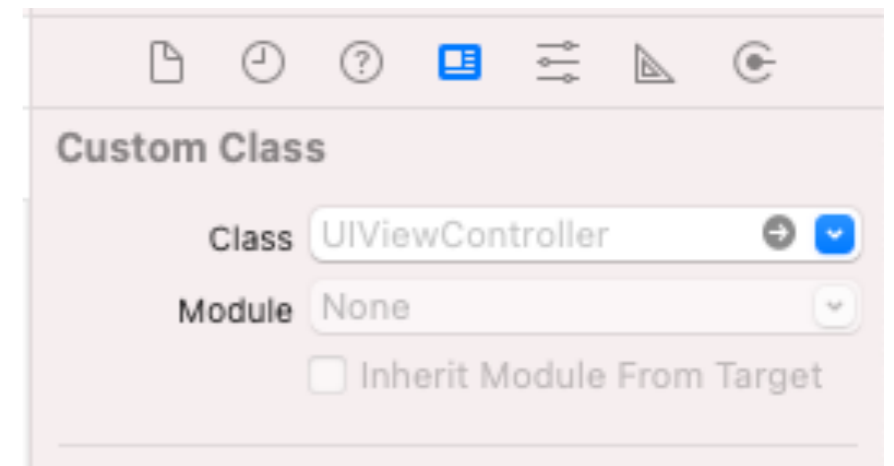 Custom Class
Class UIViewController
Module None
Inherit Module From Target